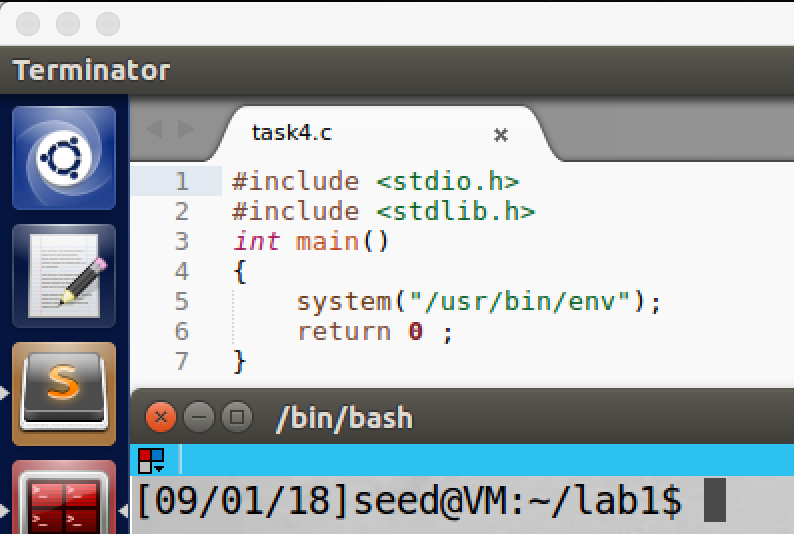 Terminator
task4.c
1 #include <stdio.h>
2 #include <stdlib.h>
3 int main()
4 {
5     system("/usr/bin/env");
6     return 0 ;
7 }
/bin/bash
[09/01/18]seed@VM:~/lab1$